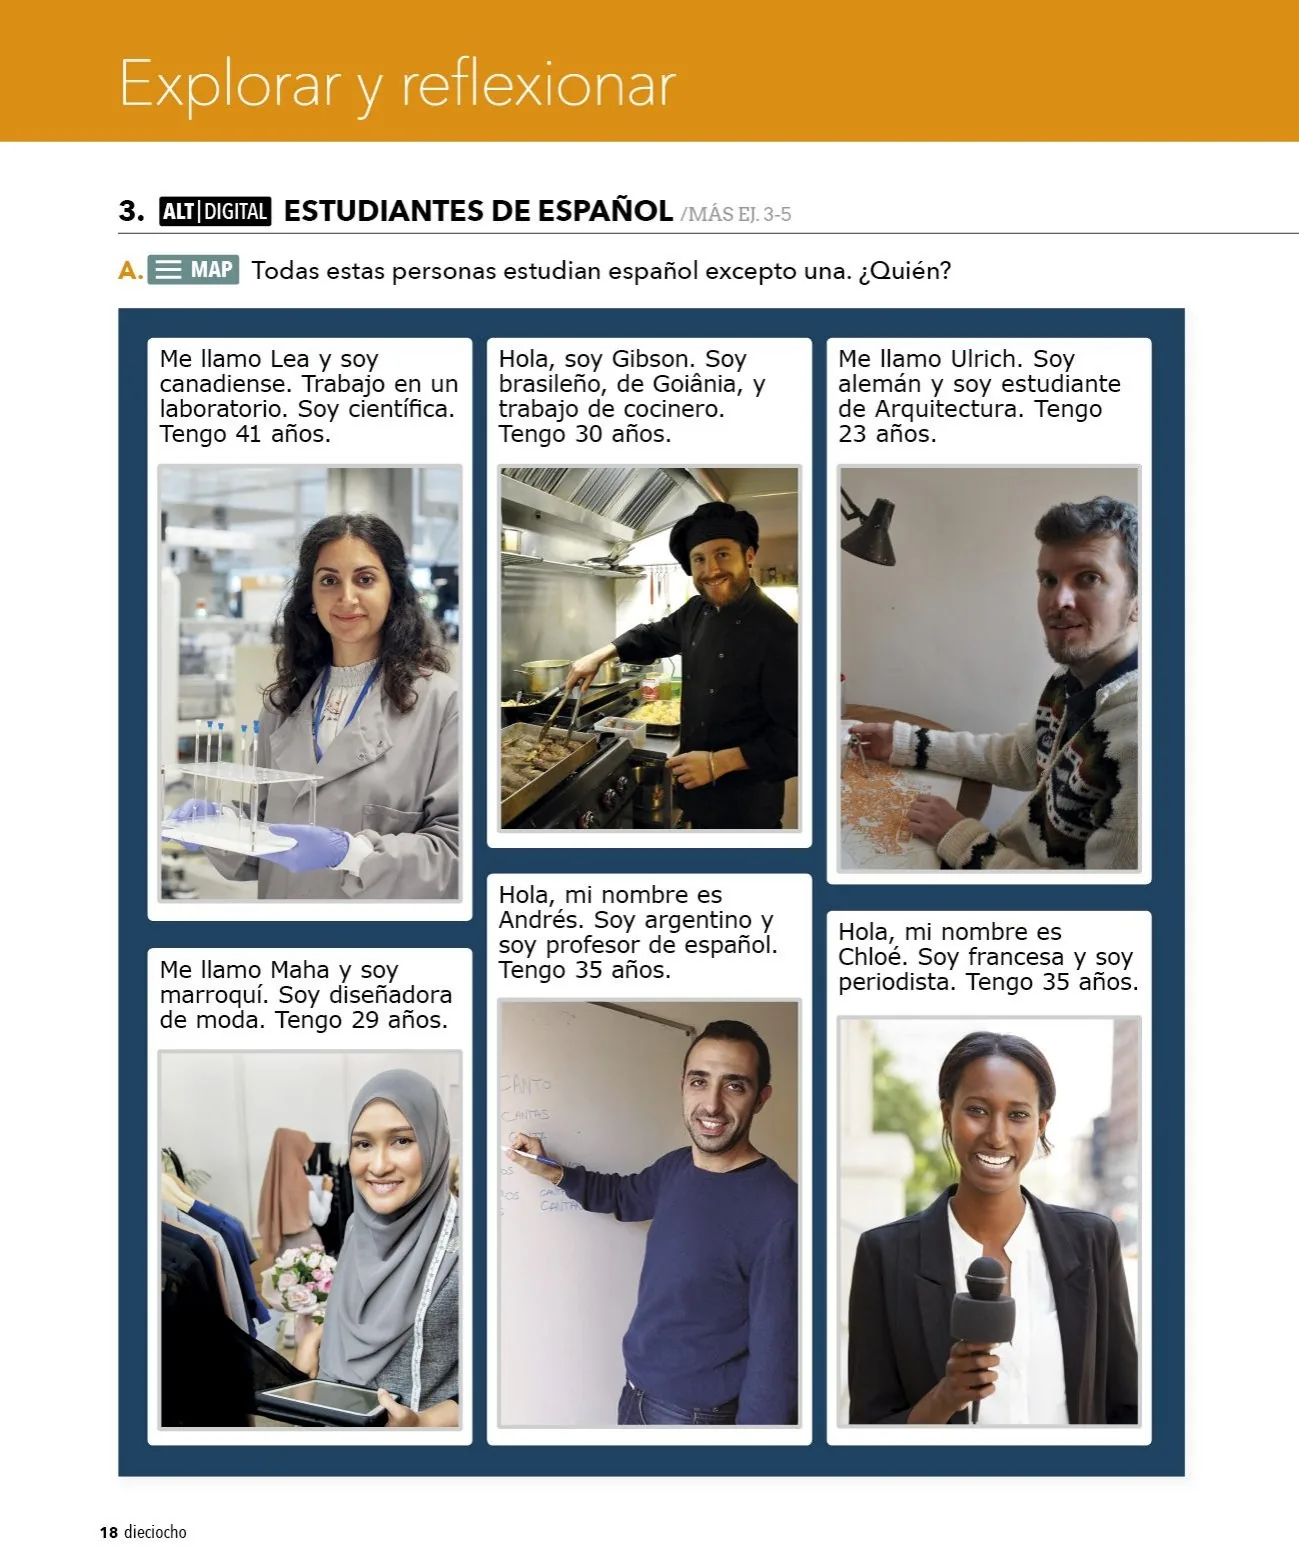 Explorar y reflexionar
3. ALT|DIGITAL ESTUDIANTES DE ESPAÑOL /MÁS EJ. 3-5
A. MAP Todas estas personas estudian español excepto una. ¿Quién?
Me llamo Lea y soy
canadiense. Trabajo en un
laboratorio. Soy científica.
Tengo 41 años.
Hola, soy Gibson. Soy
brasileño, de Goiânia, y
trabajo de cocinero.
Tengo 30 años.
Me llamo Ulrich. Soy
alemán y soy estudiante
de Arquitectura. Tengo
23 años.
Me llamo Maha y soy
marroquí. Soy diseñadora
de moda. Tengo 29 años.
Hola, mi nombre es
Andrés. Soy argentino y
soy profesor de español.
Tengo 35 años.
CANTO
CANTAS
Hola, mi nombre es
Chloé. Soy francesa y soy
periodista. Tengo 35 años.
18 dieciocho